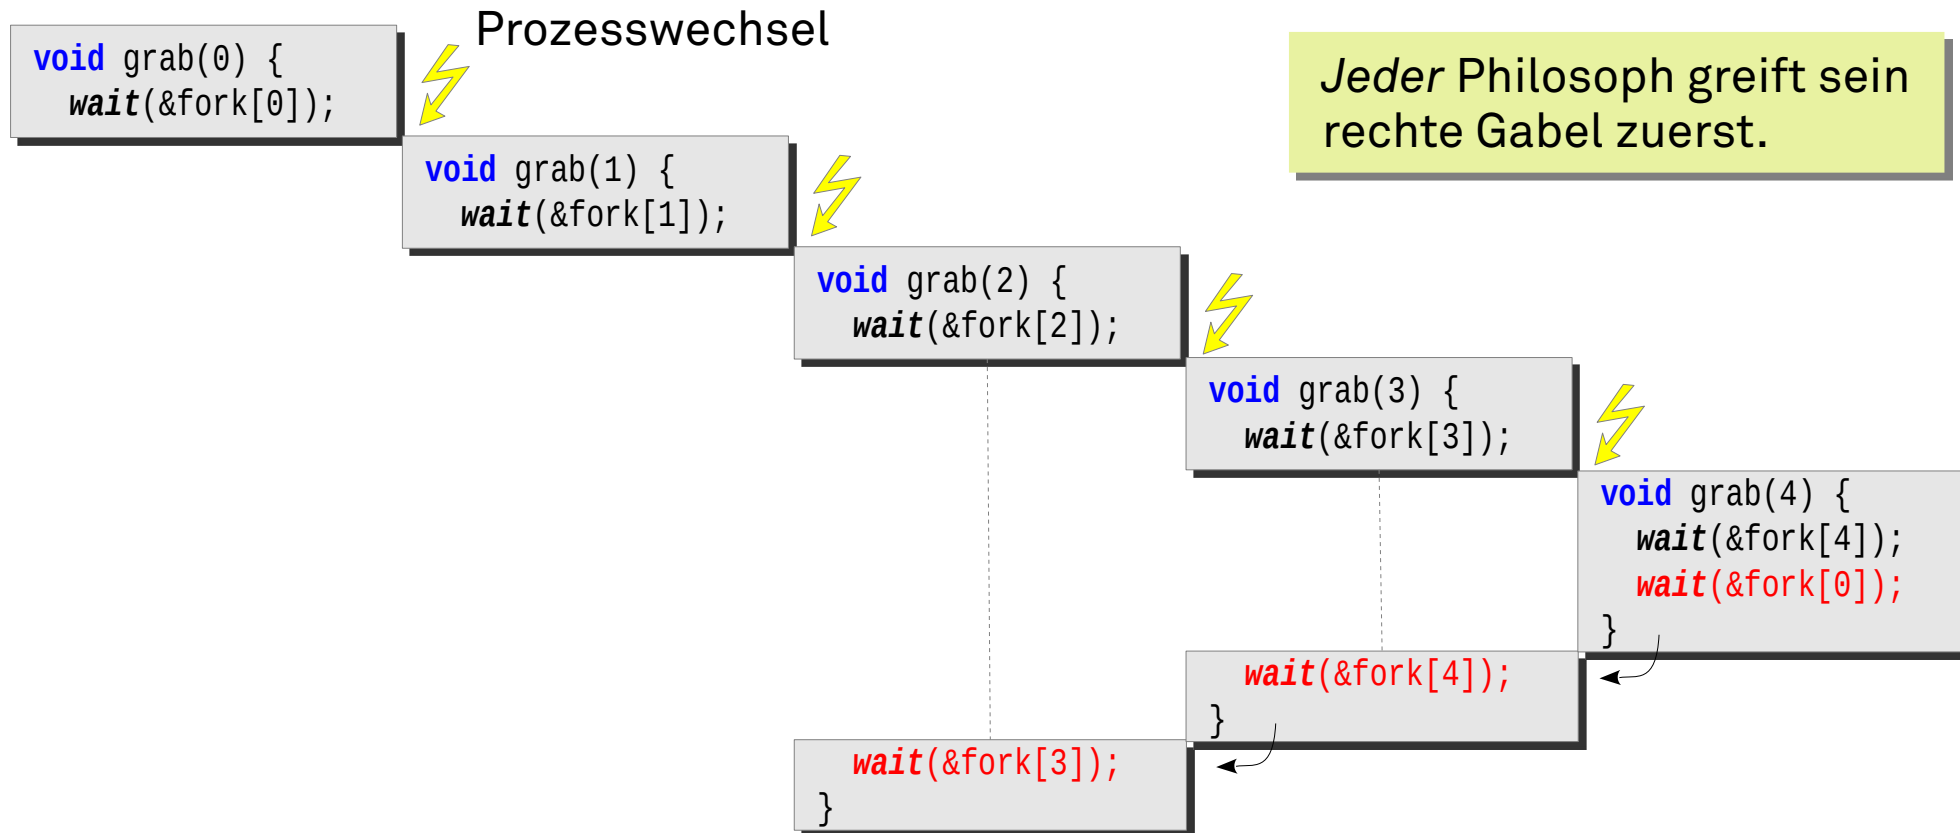 Prozesswechsel
void grab(0) {
wait(&fork[0]);
Jeder Philosoph greift sein
rechte Gabel zuerst.
void grab(1) {
wait(&fork[1]);
void grab(2) {
wait(&fork[2]);
void grab(3) {
wait(&fork[3]);
void grab(4) {
wait(&fork[4]);
wait(&fork[0]);
}
wait(&fork[4]);
}
wait(&fork[3]);
}